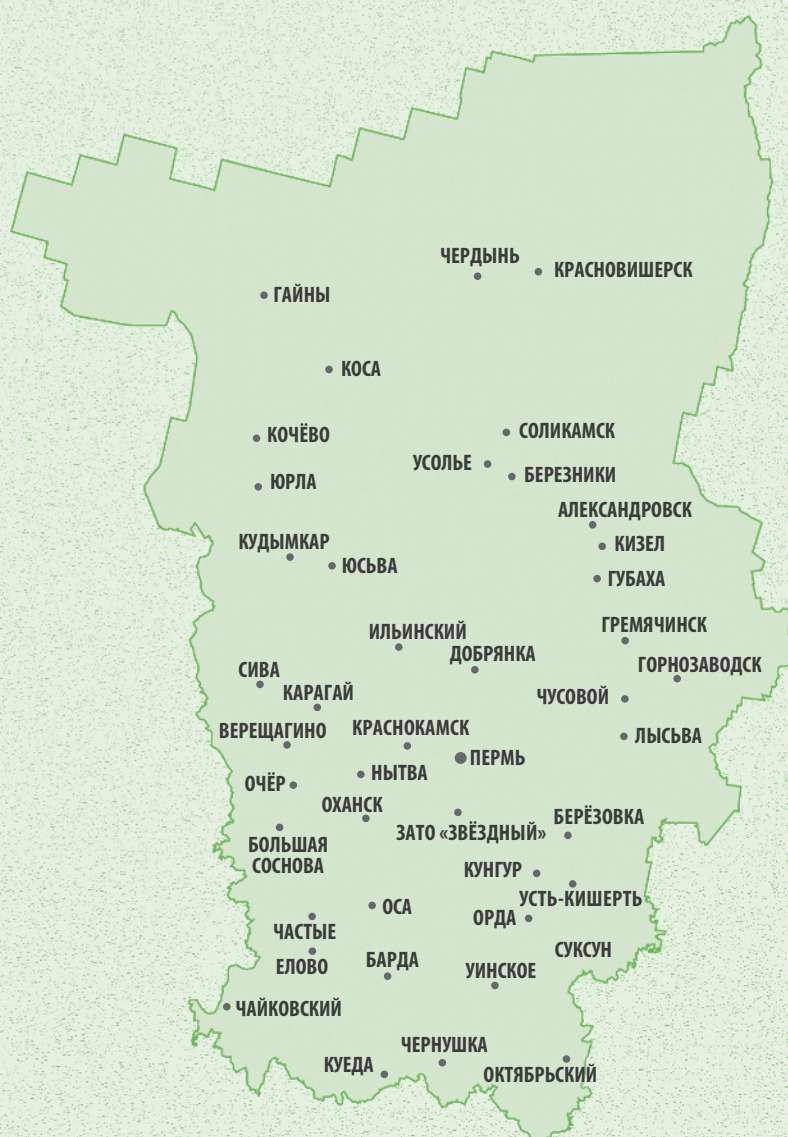 ЧЕРДЫНЬ
КРАСНОВИШЕРСК
ГАЙНЫ
КОСА
КОЧЁВО
СОЛИКАМСК
УСОЛЬЕ
БЕРЕЗНИКИ
ЮРЛА
АЛЕКСАНДРОВСК
КУДЫМКАР
КИЗЕЛ
ЮСЬВА
ГУБАХА
ИЛЬИНСКИЙ
ГРЕМЯЧИНСК
ДОБРЯНКА
ГОРНОЗАВОДСК
СИВА
КАРАГАЙ
ЧУСОВОЙ
ВЕРЕЩАГИНО
КРАСНОКАМСК
ЛЫСЬВА
ПЕРМЬ
НЫТВА
ОЧЁР
ОХАНСК
БЕРЁЗОВКА
ЗАТО «ЗВЁЗДНЫЙ»
БОЛЬШАЯ
СОСНОВА
КУНГУР
УСТЬ-КИШЕРТЬ
ОСА
ОРДА
ЧАСТЫЕ
СУКСУН
БАРДА
ЕЛОВО
УИНСКОЕ
ЧАЙКОВСКИЙ
ЧЕРНУШКА
КУЕДА
ОКТЯБРЬСКИЙ